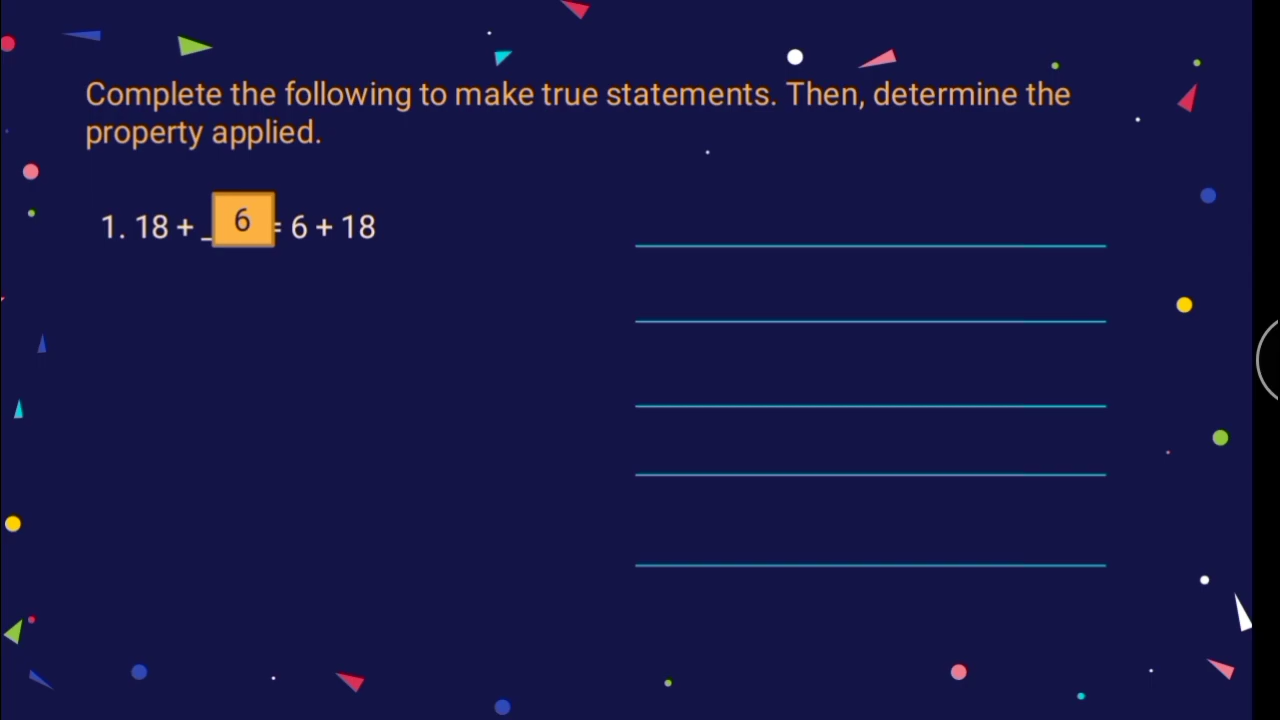 Complete the following to make true statements. Then, determine the
property applied.
1. 18 + _ 6 = 6 + 18